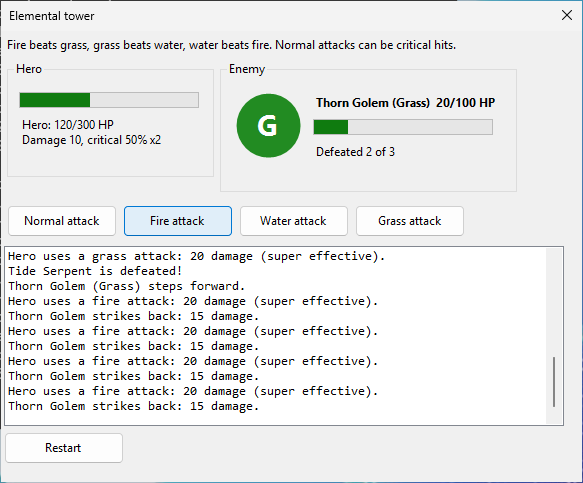 Elemental tower
Fire beats grass, grass beats water, water beats fire. Normal attacks can be critical hits.
Hero
Hero: 120/300 HP
Damage 10, critical 50% x2
Enemy
G
Thorn Golem (Grass) 20/100 HP
Defeated 2 of 3
Normal attack
Fire attack
Water attack
Grass attack
Hero uses a grass attack: 20 damage (super effective).
Tide Serpent is defeated!
Thorn Golem (Grass) steps forward.
Hero uses a fire attack: 20 damage (super effective).
Thorn Golem strikes back: 15 damage.
Hero uses a fire attack: 20 damage (super effective).
Thorn Golem strikes back: 15 damage.
Hero uses a fire attack: 20 damage (super effective).
Thorn Golem strikes back: 15 damage.
Hero uses a fire attack: 20 damage (super effective).
Thorn Golem strikes back: 15 damage.
Restart